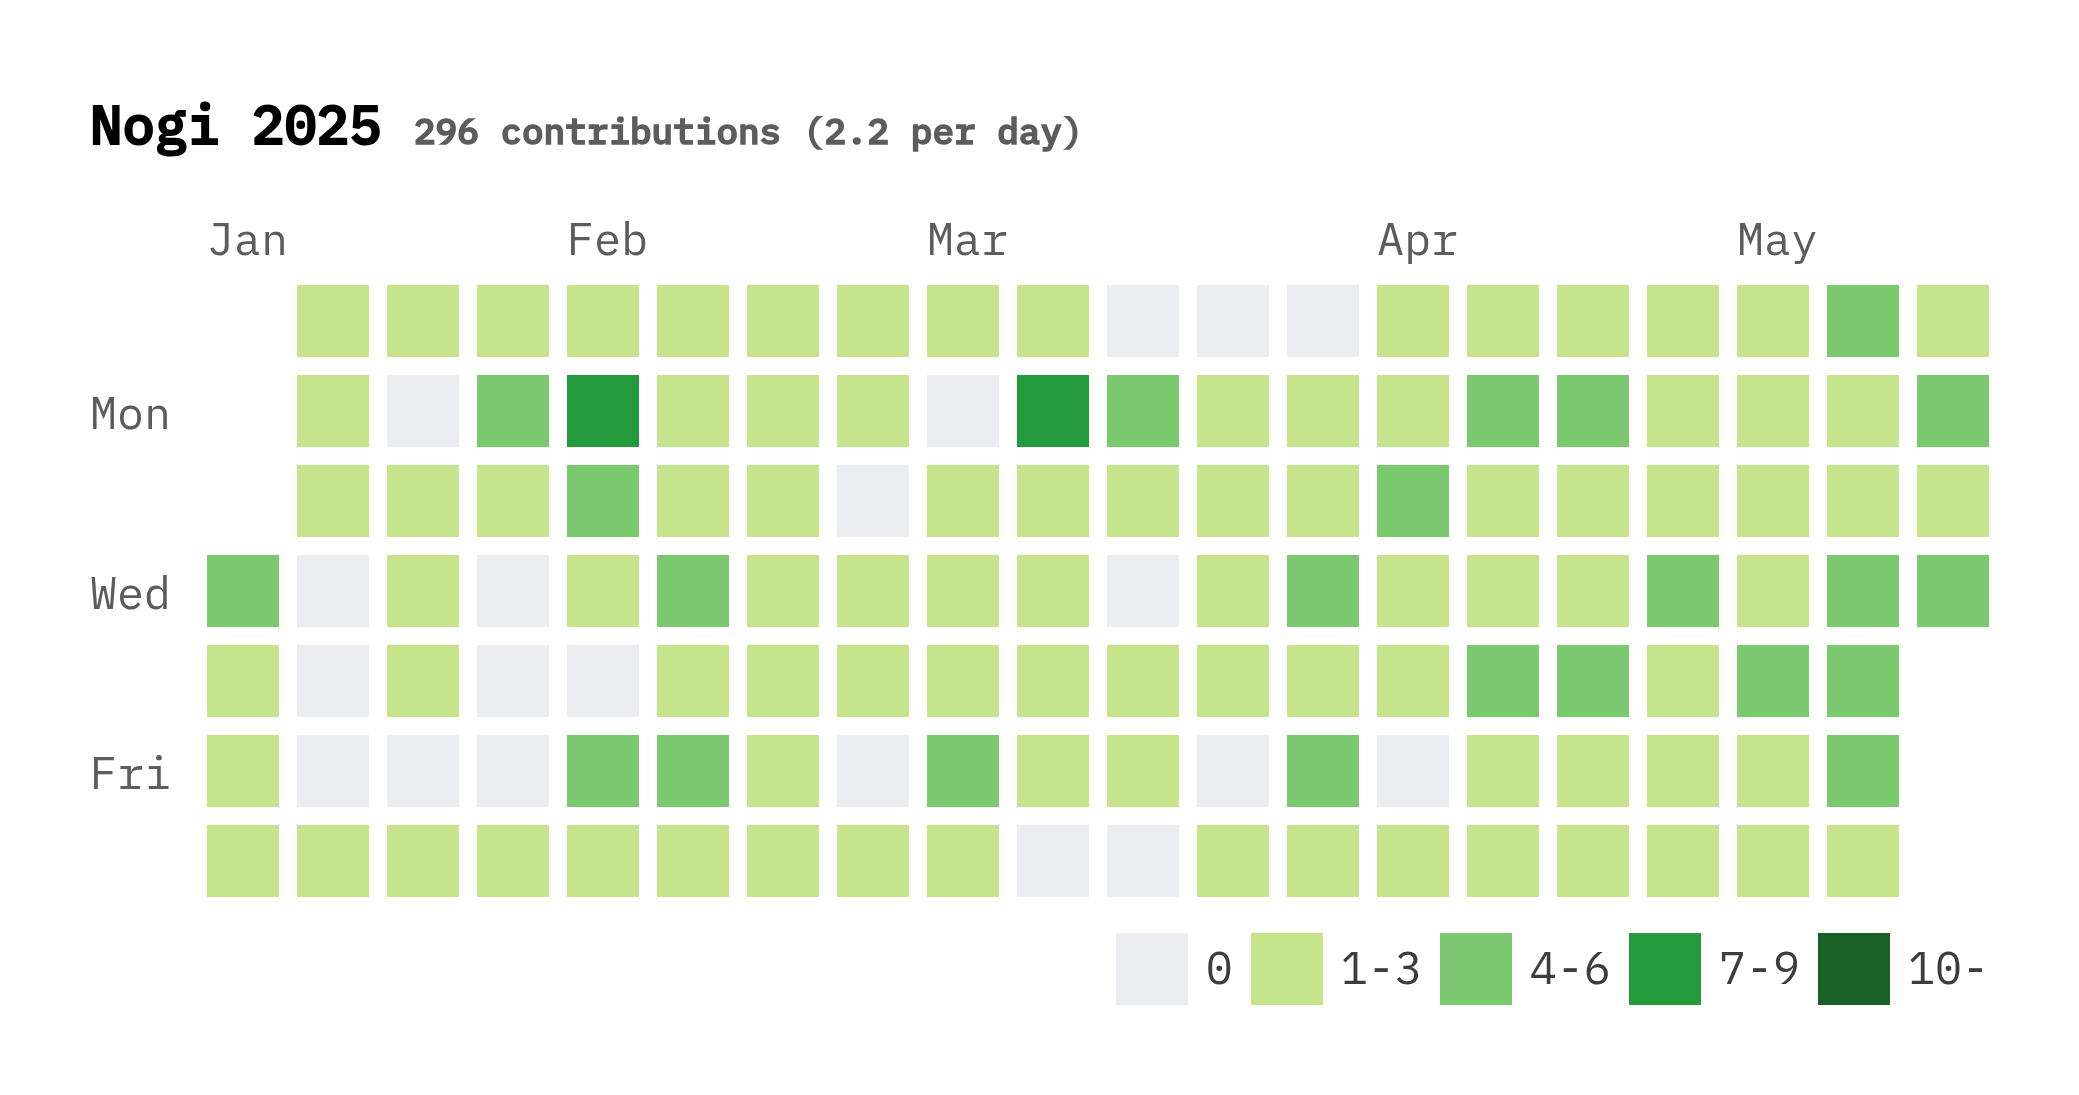 Nogi 2025 296 contributions (2.2 per day)
Jan Feb Mar Apr May
Mon
Wed
Fri
0 1-3 4-6 7-9 10-